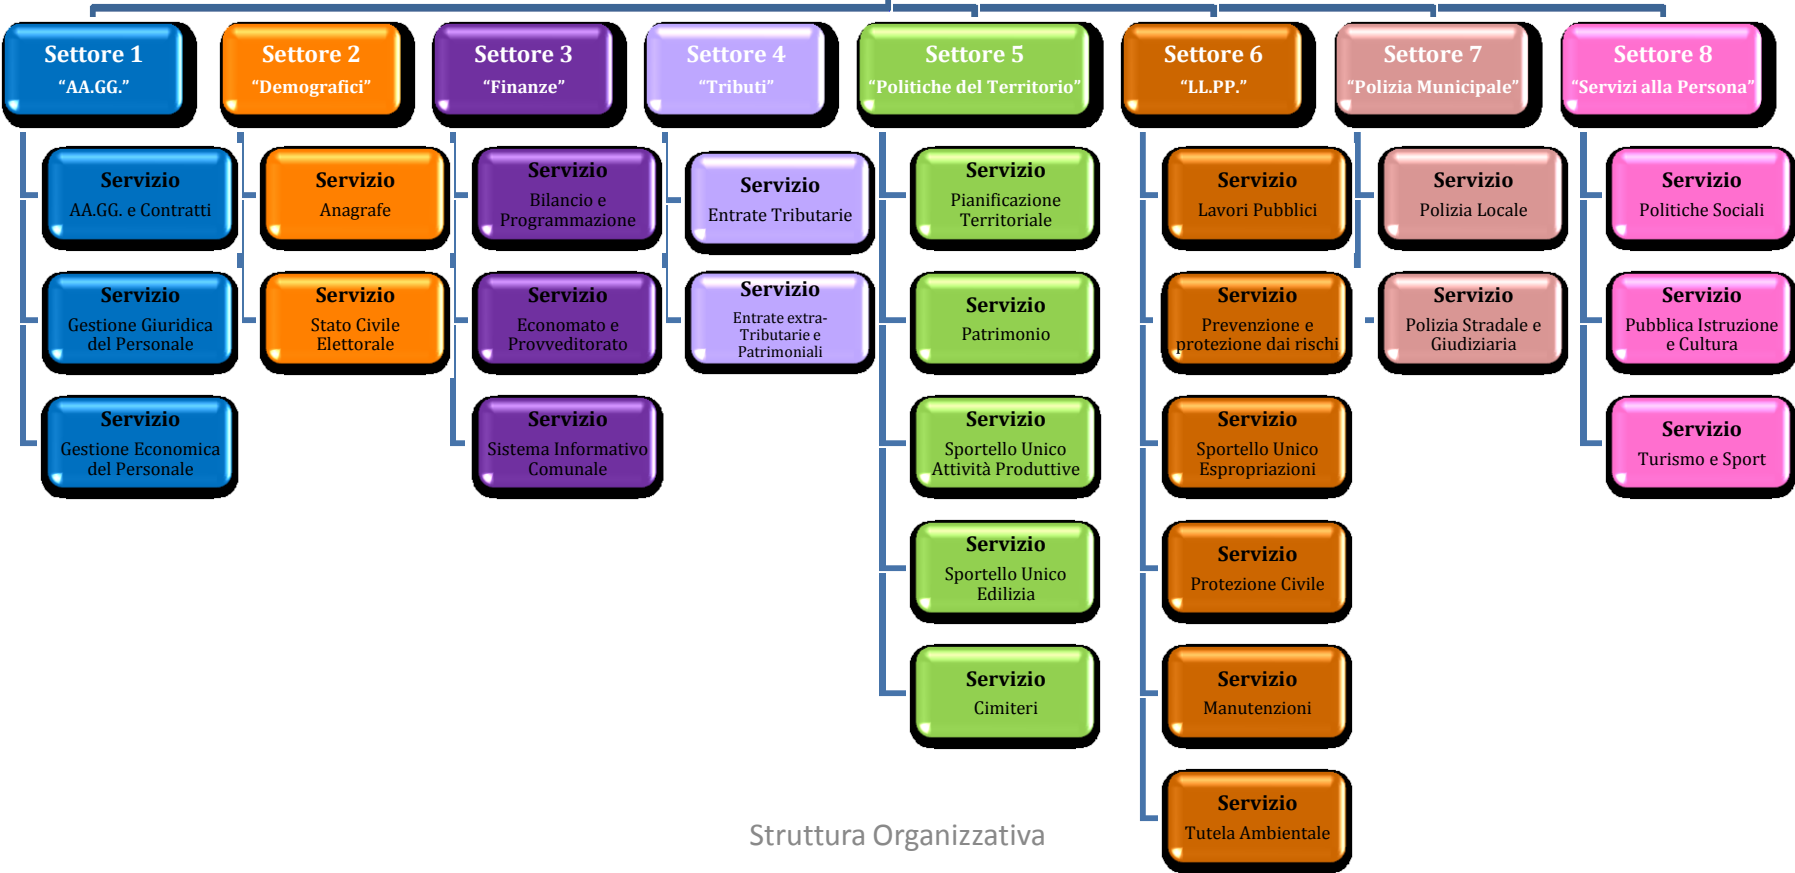 Settore 1
“AA.GG.”
Servizio
AA.GG. e Contratti
Servizio
Gestione Giuridica
del Personale
Servizio
Gestione Economica
del Personale
Settore 2
“Demografici”
Servizio
Anagrafe
Servizio
Stato Civile
Elettorale
Settore 3
“Finanze”
Servizio
Bilancio e
Programmazione
Servizio
Economato e
Provveditorato
Servizio
Sistema Informativo
Comunale
Settore 4
“Tributi”
Servizio
Entrate Tributarie
Servizio
Entrate extra-
Tributarie e
Patrimoniali
Settore 5
“Politiche del Territorio”
Servizio
Pianificazione
Territoriale
Servizio
Patrimonio
Servizio
Sportello Unico
Attività Produttive
Servizio
Sportello Unico
Edilizia
Servizio
Cimiteri
Settore 6
“LL.PP.”
Servizio
Lavori Pubblici
Servizio
Prevenzione e
protezione dai rischi
Servizio
Sportello Unico
Espropriazioni
Servizio
Protezione Civile
Servizio
Manutenzioni
Servizio
Tutela Ambientale
Settore 7
“Polizia Municipale”
Servizio
Polizia Locale
Servizio
Polizia Stradale e
Giudiziaria
Settore 8
“Servizi alla Persona”
Servizio
Politiche Sociali
Servizio
Pubblica Istruzione
e Cultura
Servizio
Turismo e Sport
Struttura Organizzativa